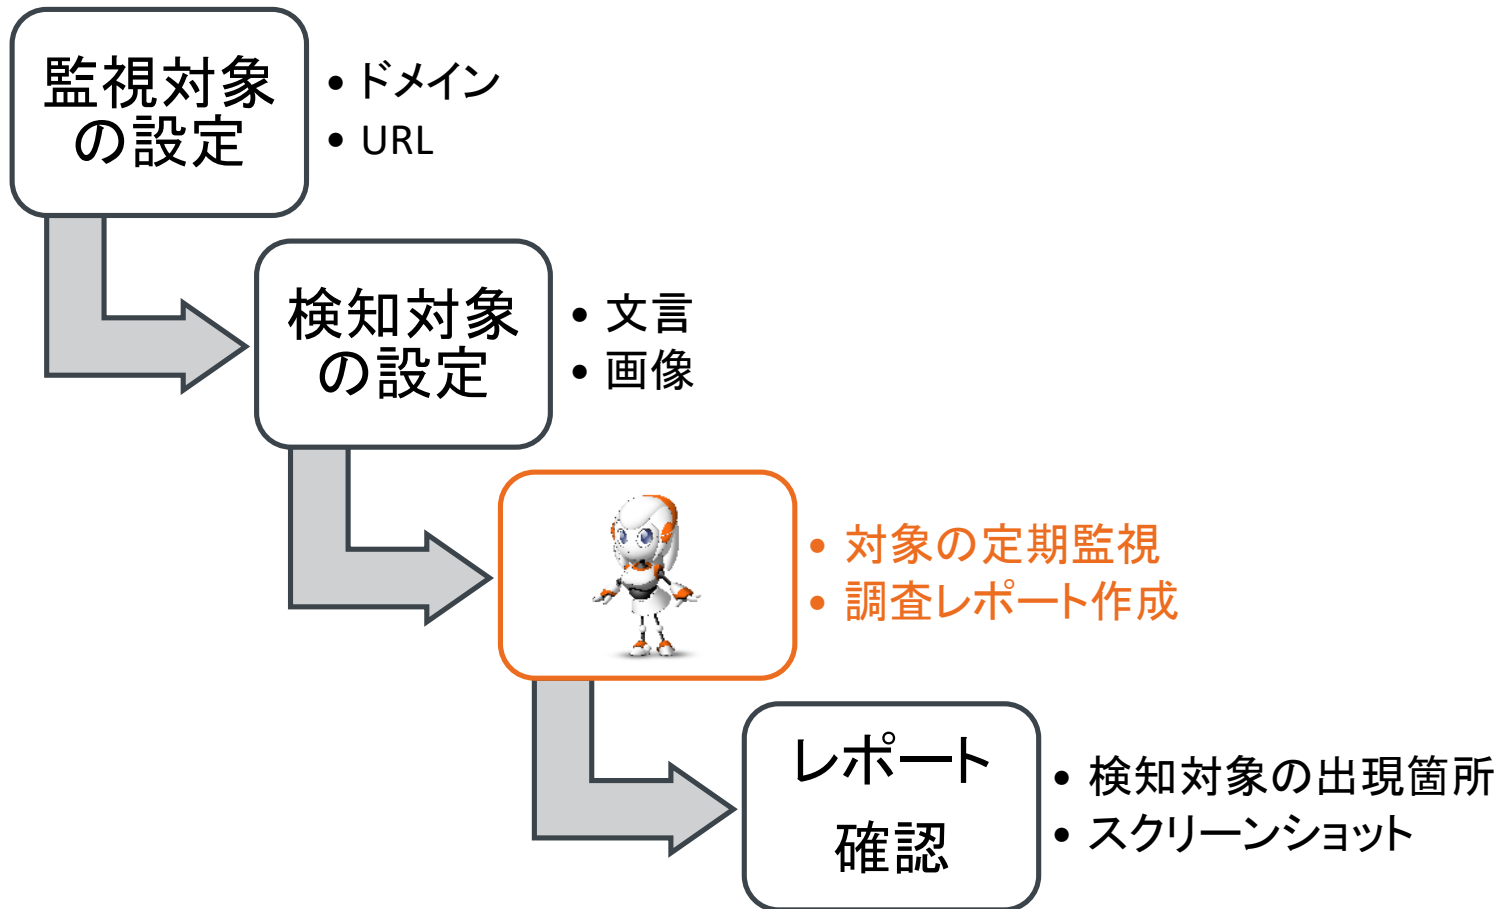 監視対象
の設定
• ドメイン
• URL
検知対象
の設定
• 文言
• 画像
• 対象の定期監視
• 調査レポート作成
レポート
確認
• 検知対象の出現箇所
• スクリーンショット